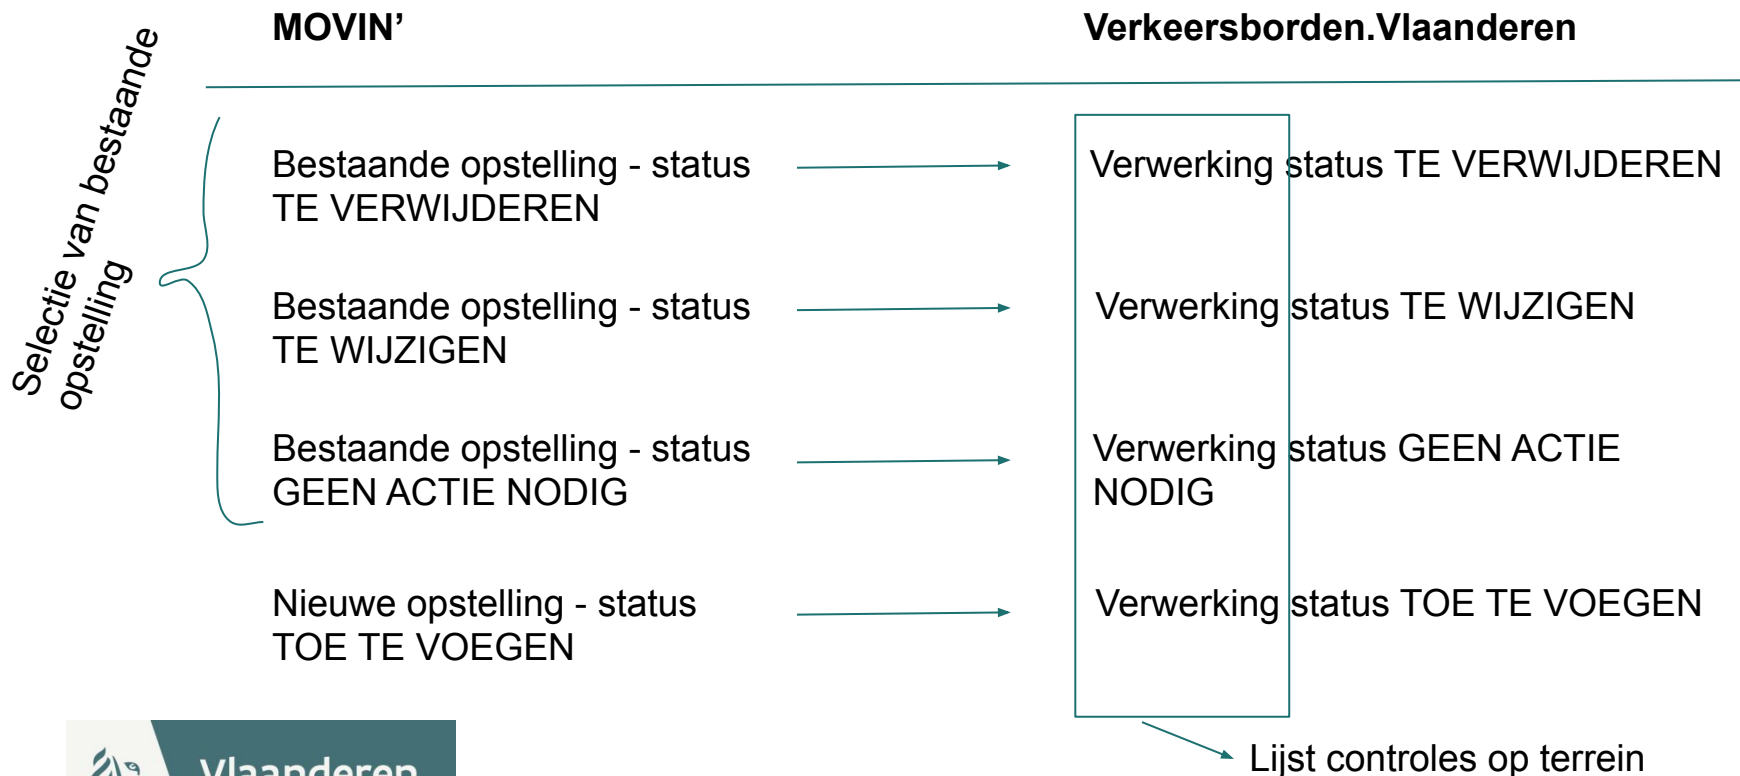 MOVIN’
Verkeersborden.Vlaanderen
Selectie van bestaande
opstelling
Bestaande opstelling - status
TE VERWIJDEREN
Verwerking status TE VERWIJDEREN
Bestaande opstelling - status
TE WIJZIGEN
Verwerking status TE WIJZIGEN
Bestaande opstelling - status
GEEN ACTIE NODIG
Verwerking status GEEN ACTIE
NODIG
Nieuwe opstelling - status
TOE TE VOEGEN
Verwerking status TOE TE VOEGEN
Lijst controles op terrein
Vlaanderen